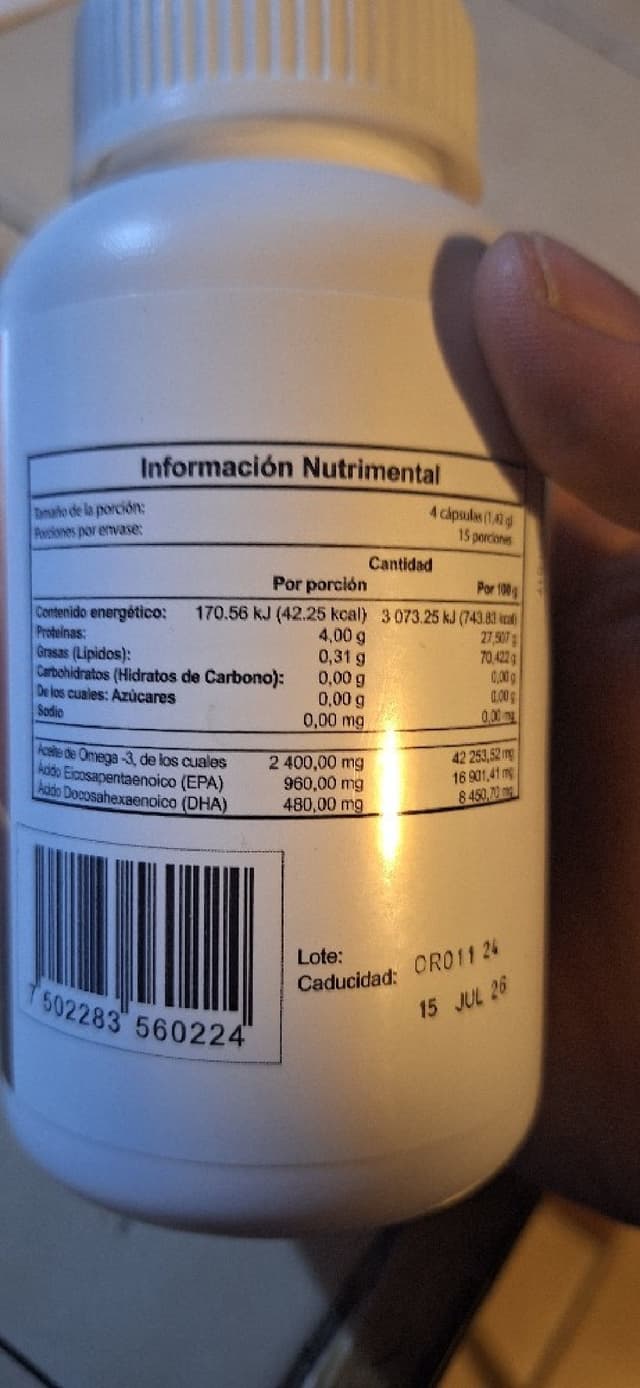 Información Nutrimental
Tamaño de la porción: 4 cápsulas (1,42 g)
Porciones por envase: 15 porciones
Cantidad
Por porción Por 100 g
Contenido energético: 170.56 kJ (42.25 kcal) 3 073.25 kJ (743.83 kcal)
Proteínas: 4,00 g 27,507 g
Grasas (Lípidos): 0,31 g 70,422 g
Carbohidratos (Hidratos de Carbono): 0,00 g 0,00 g
De los cuales: Azúcares 0,00 g 0,00 g
Sodio 0,00 mg 0,00 mg
Aceite de Omega -3, de los cuales 2 400,00 mg 42 253,52 mg
Acido Eicosapentaenoico (EPA) 960,00 mg 16 901,41 mg
Acido Docosahexaenoico (DHA) 480,00 mg 8 450,70 mg
Lote: OR011 24
Caducidad: 15 JUL 26
7 502283 560224